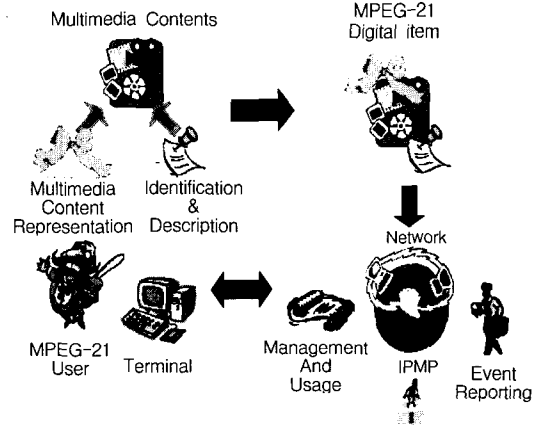 Multimedia Contents
MPEG-21
Digital item
Multimedia
Content
Representation
Identification
&
Description
Network
MPEG-21
User
Terminal
Management
And
Usage
IPMP
Event
Reporting